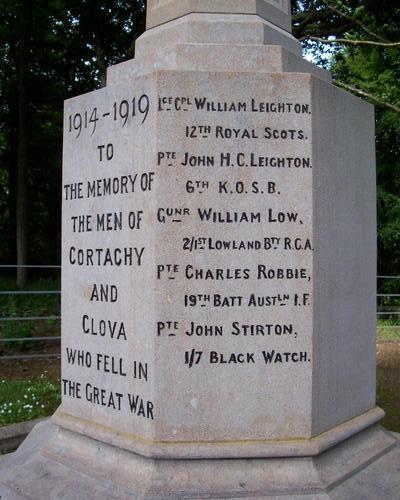 1914-1919
TO
THE MEMORY OF
THE MEN OF
CORTACHY
AND
CLOVA
WHO FELL IN
THE GREAT WAR
LCE CPL WILLIAM LEIGHTON.
12TH ROYAL SCOTS.
PTE JOHN H.C. LEIGHTON.
6TH K.O.S.B.
GUNR WILLIAM LOW,
2/1ST LOWLAND BTY R.G.A.
PTE CHARLES ROBBIE,
19TH BATT AUSTLN I.F.
PTE JOHN STIRTON,
1/7 BLACK WATCH.